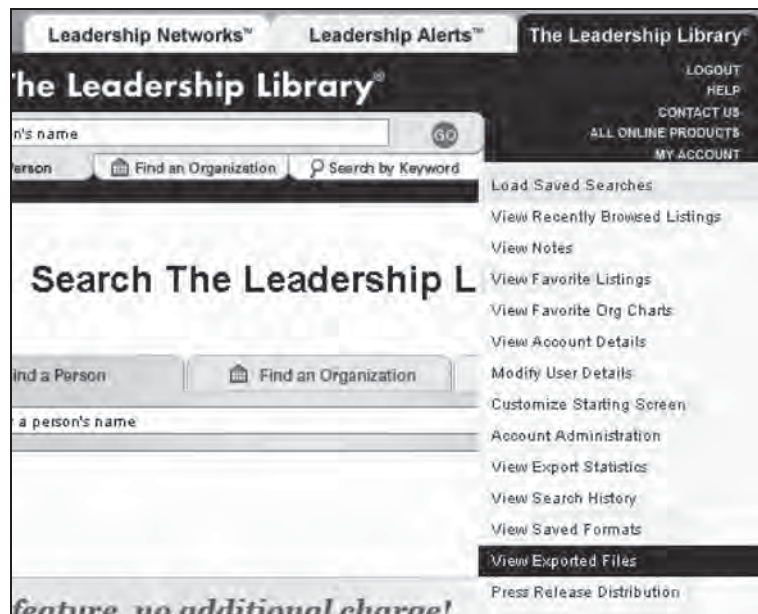 Leadership Networks™
Leadership Alerts™
The Leadership Library®
LOGOUT
HELP
CONTACT US
ALL ONLINE PRODUCTS
MY ACCOUNT
he Leadership Library®
n's name
GO
erson
Find an Organization
Search by Keyword
Load Saved Searches
View Recently Browsed Listings
View Notes
View Favorite Listings
View Favorite Org Charts
View Account Details
Modify User Details
Customize Starting Screen
Account Administration
View Export Statistics
View Search History
View Saved Formats
View Exported Files
Press Release Distribution
Search The Leadership L
ind a Person
Find an Organization
a person's name
feature, no additional charge!